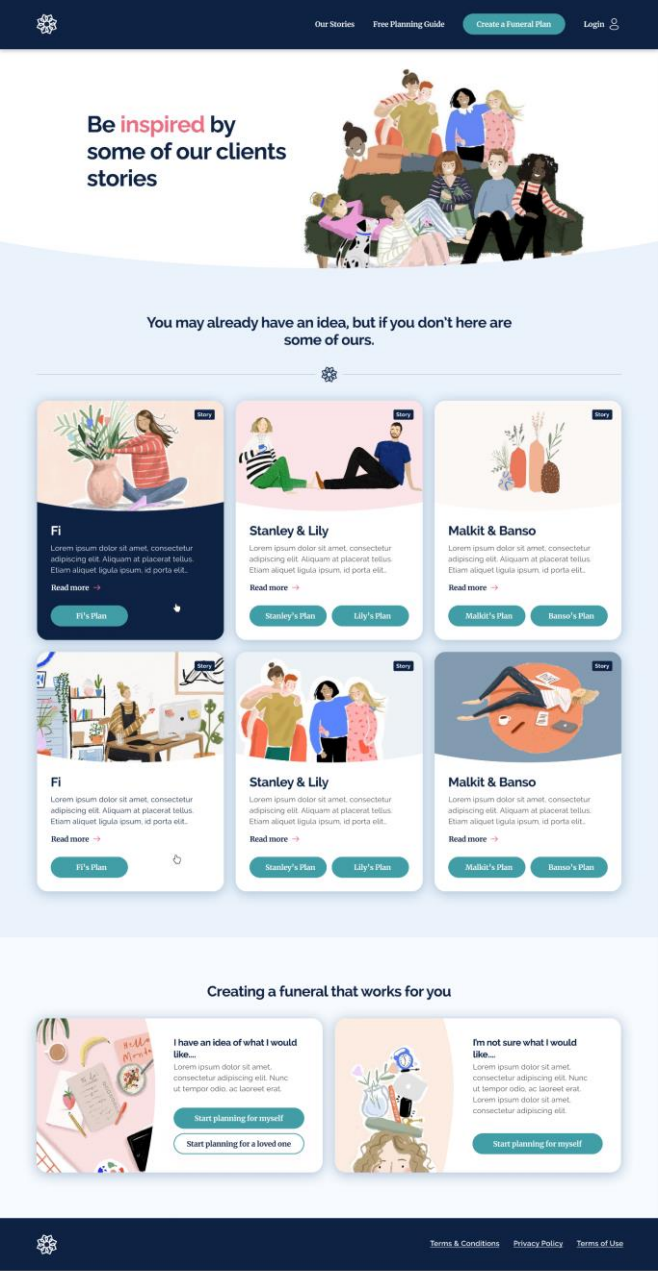 Our Stories
Free Planning Guide
Create a Funeral Plan
Login
Be inspired by
some of our clients
stories
You may already have an idea, but if you don't here are
some of ours.
Story
Fi
Lorem ipsum dolor sit amet, consectetur
adipiscing elit. Aliquam at placerat tellus.
Etiam aliquet ligula ipsum, id porta elit...
Read more
Fi's Plan
Story
Stanley & Lily
Lorem ipsum dolor sit amet, consectetur
adipiscing elit. Aliquam at placerat tellus.
Etiam aliquet ligula ipsum, id porta elit...
Read more
Stanley's Plan
Lily's Plan
Story
Malkit & Banso
Lorem ipsum dolor sit amet, consectetur
adipiscing elit. Aliquam at placerat tellus.
Etiam aliquet ligula ipsum, id porta elit...
Read more
Malkit's Plan
Banso's Plan
Story
Fi
Lorem ipsum dolor sit amet, consectetur
adipiscing elit. Aliquam at placerat tellus.
Etiam aliquet ligula ipsum, id porta elit...
Read more
Fi's Plan
Story
Stanley & Lily
Lorem ipsum dolor sit amet, consectetur
adipiscing elit. Aliquam at placerat tellus.
Etiam aliquet ligula ipsum, id porta elit...
Read more
Stanley's Plan
Lily's Plan
Story
Malkit & Banso
Lorem ipsum dolor sit amet, consectetur
adipiscing elit. Aliquam at placerat tellus.
Etiam aliquet ligula ipsum, id porta elit...
Read more
Malkit's Plan
Banso's Plan
Creating a funeral that works for you
Hello
I have an idea of what I would
like....
Lorem ipsum dolor sit amet,
consectetur adipiscing elit. Nunc
ut tempor odio, ac laoreet erat.
Start planning for myself
Start planning for a loved one
I'm not sure what I would
like....
Lorem ipsum dolor sit amet,
consectetur adipiscing elit. Nunc
ut tempor odio, ac laoreet erat.
Lorem ipsum dolor sit amet,
consectetur adipiscing elit.
Start planning for myself
Terms & Conditions
Privacy Policy
Terms of Use